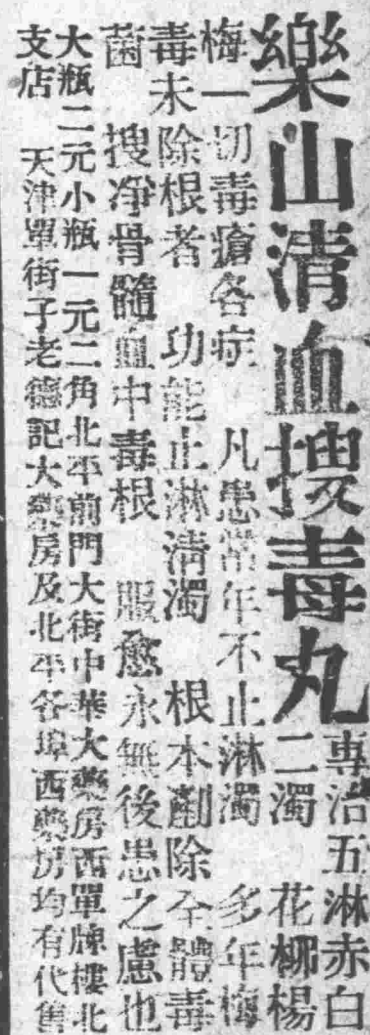 樂山清血搜毒丸
專治五淋赤白
二濁　花柳楊
梅一切毒瘡各症　凡患常年不止淋濁　多年梅
毒未除根者　功能止淋清濁　根本剷除全體毒
菌　搜凈骨髓血中毒根　服愈永無後患之慮也
大瓶二元小瓶一元二角北平前門大街中華大藥房西單牌樓北
支店　天津單街子老德記大藥房及北平各埠西藥房均有代售